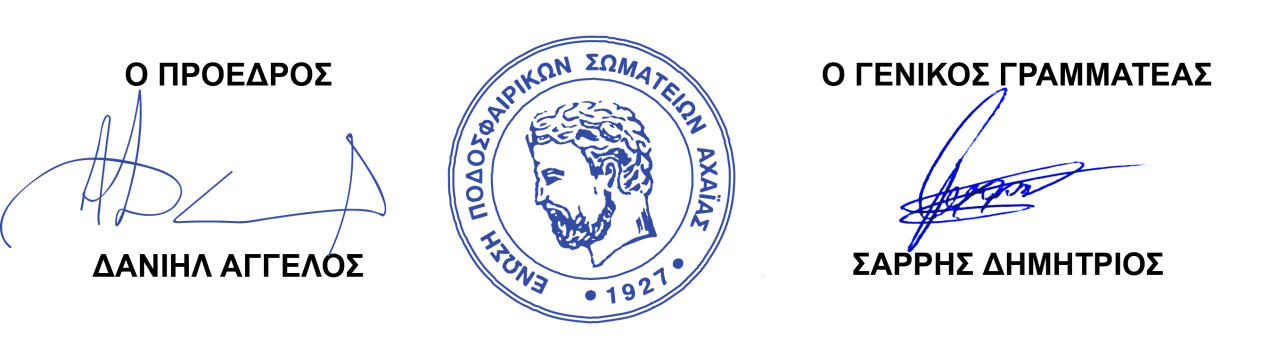 Ο ΠΡΟΕΔΡΟΣ
ΔΑΝΙΗΛ ΑΓΓΕΛΟΣ
ΕΝΩΣΗ ΠΟΔΟΣΦΑΙΡΙΚΩΝ ΣΩΜΑΤΕΙΩΝ ΑΧΑΪΑΣ
• 1927 •
Ο ΓΕΝΙΚΟΣ ΓΡΑΜΜΑΤΕΑΣ
ΣΑΡΡΗΣ ΔΗΜΗΤΡΙΟΣ